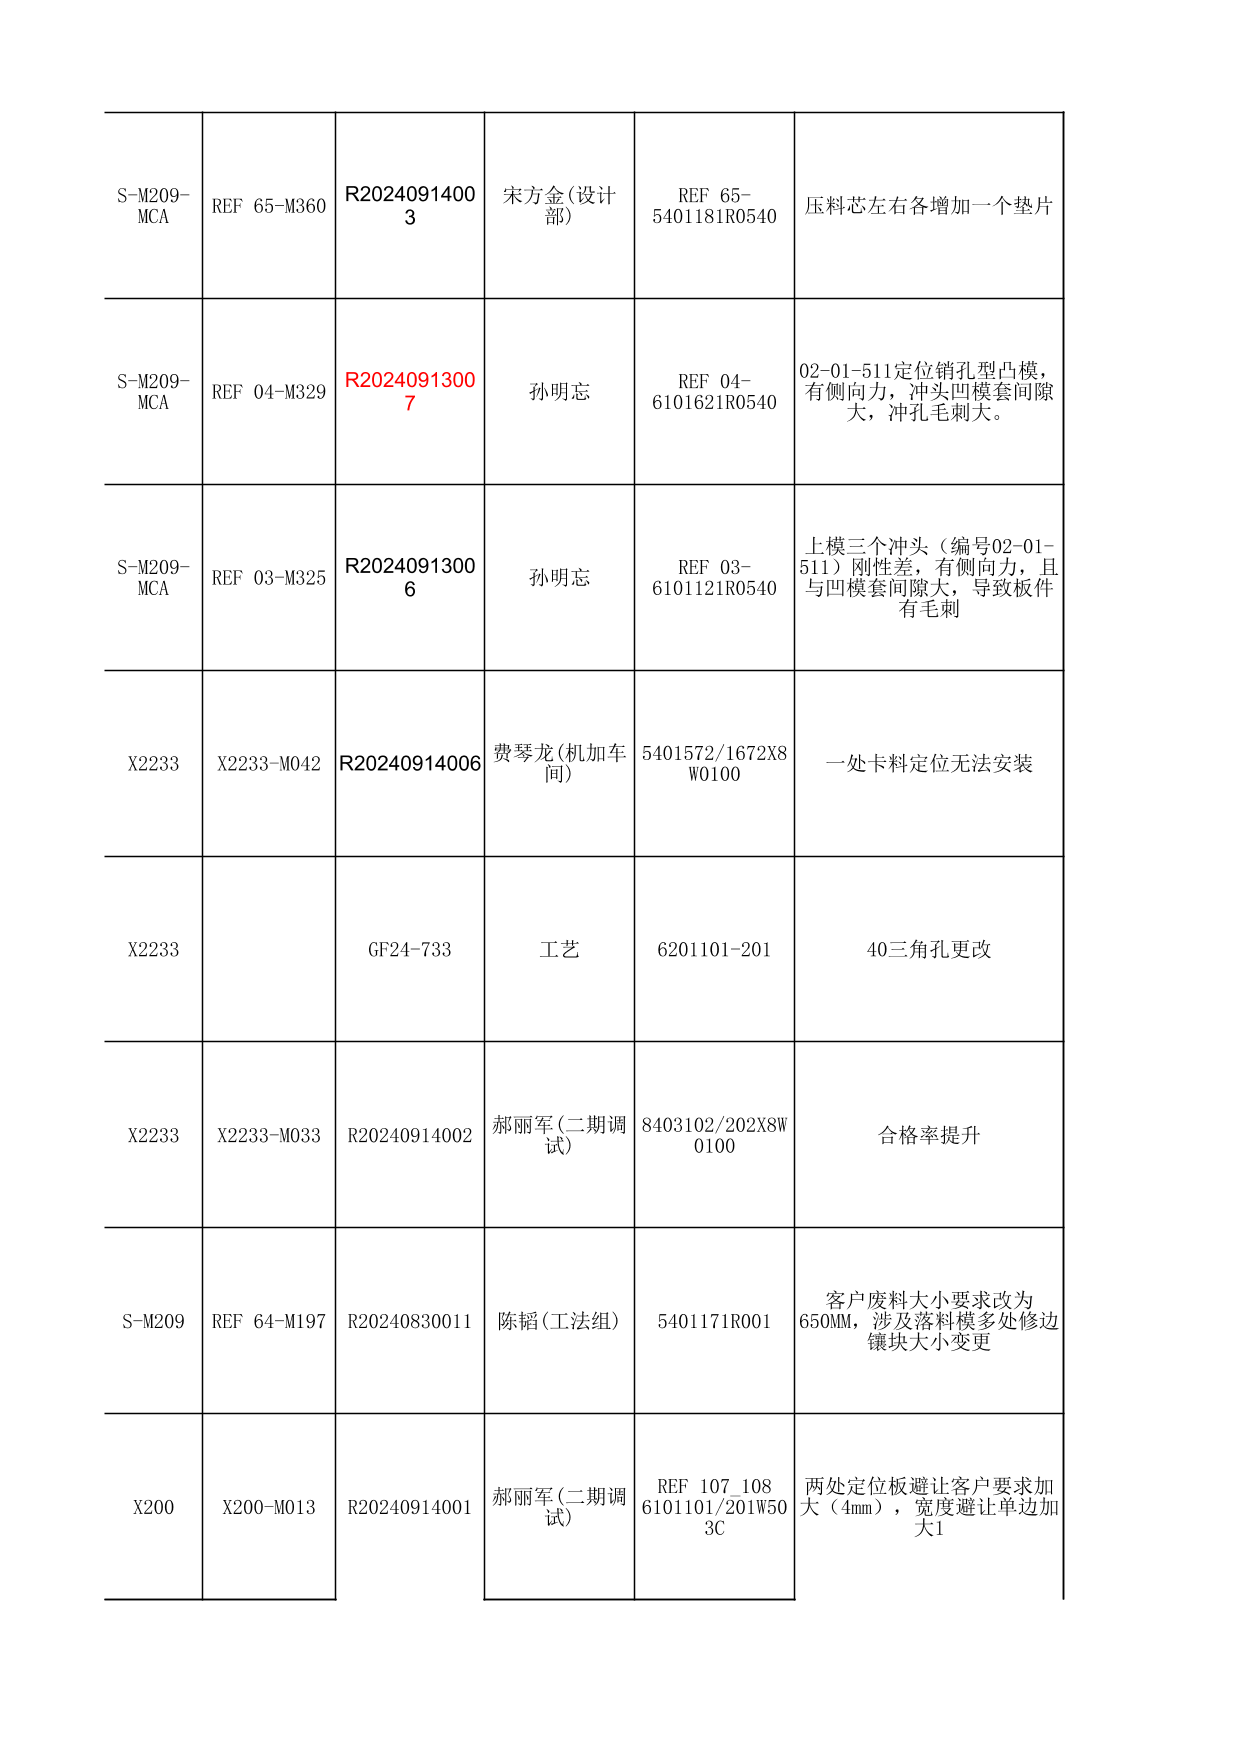 S-M209-
MCA
REF 65-M360
R2024091400
3
宋方金(设计
部)
REF 65-
5401181R0540
压料芯左右各增加一个垫片
S-M209-
MCA
REF 04-M329
R2024091300
7
孙明忘
REF 04-
6101621R0540
02-01-511定位销孔型凸模，
有侧向力，冲头凹模套间隙
大，冲孔毛刺大。
S-M209-
MCA
REF 03-M325
R2024091300
6
孙明忘
REF 03-
6101121R0540
上模三个冲头（编号02-01-
511）刚性差，有侧向力，且
与凹模套间隙大，导致板件
有毛刺
X2233
X2233-M042
R20240914006
费琴龙(机加车
间)
5401572/1672X8
W0100
一处卡料定位无法安装
X2233
GF24-733
工艺
6201101-201
40三角孔更改
X2233
X2233-M033
R20240914002
郝丽军(二期调
试)
8403102/202X8W
0100
合格率提升
S-M209
REF 64-M197
R20240830011
陈韬(工法组)
5401171R001
客户废料大小要求改为
650MM，涉及落料模多处修边
镶块大小变更
X200
X200-M013
R20240914001
郝丽军(二期调
试)
REF 107_108
6101101/201W50
3C
两处定位板避让客户要求加
大（4mm），宽度避让单边加
大1